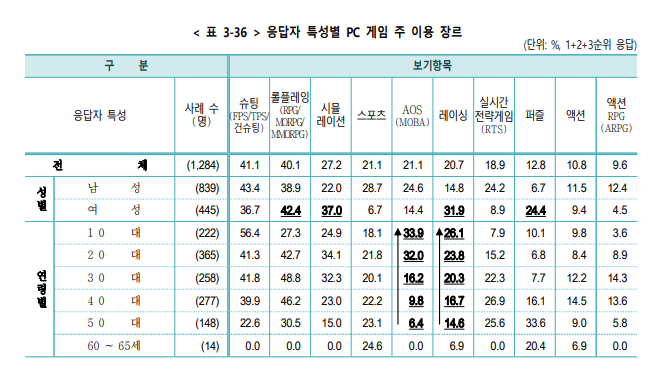 < 표 3-36 > 응답자 특성별 PC 게임 주 이용 장르
(단위: %, 1+2+3순위 응답)
구 분 보기항목
응답자 특성 사례 수 (명) 슈팅 (FPS/TPS/ 건슈팅) 롤플레잉 (RPG/ MORPG/ MMORPG) 시뮬 레이션 스포츠 AOS (MOBA) 레이싱 실시간 전략게임 (RTS) 퍼즐 액션 액션 RPG (ARPG)
전 체 (1,284) 41.1 40.1 27.2 21.1 21.1 20.7 18.9 12.8 10.8 9.6
성별
남 성 (839) 43.4 38.9 22.0 28.7 24.6 14.8 24.2 6.7 11.5 12.4
여 성 (445) 36.7 42.4 37.0 6.7 14.4 31.9 8.9 24.4 9.4 4.5
연령별
10 대 (222) 56.4 27.3 24.9 18.1 33.9 26.1 7.9 10.1 9.8 3.6
20 대 (365) 41.3 42.7 34.1 21.8 32.0 23.8 15.2 6.8 8.4 8.9
30 대 (258) 41.8 48.8 32.3 20.1 16.2 20.3 22.3 7.7 12.2 14.3
40 대 (277) 39.9 46.2 23.0 22.2 9.8 16.7 26.9 16.1 14.5 13.6
50 대 (148) 22.6 30.5 15.0 23.1 6.4 14.6 25.6 33.6 9.0 5.8
60 ~ 65세 (14) 0.0 0.0 0.0 24.6 0.0 6.9 0.0 20.4 6.9 0.0